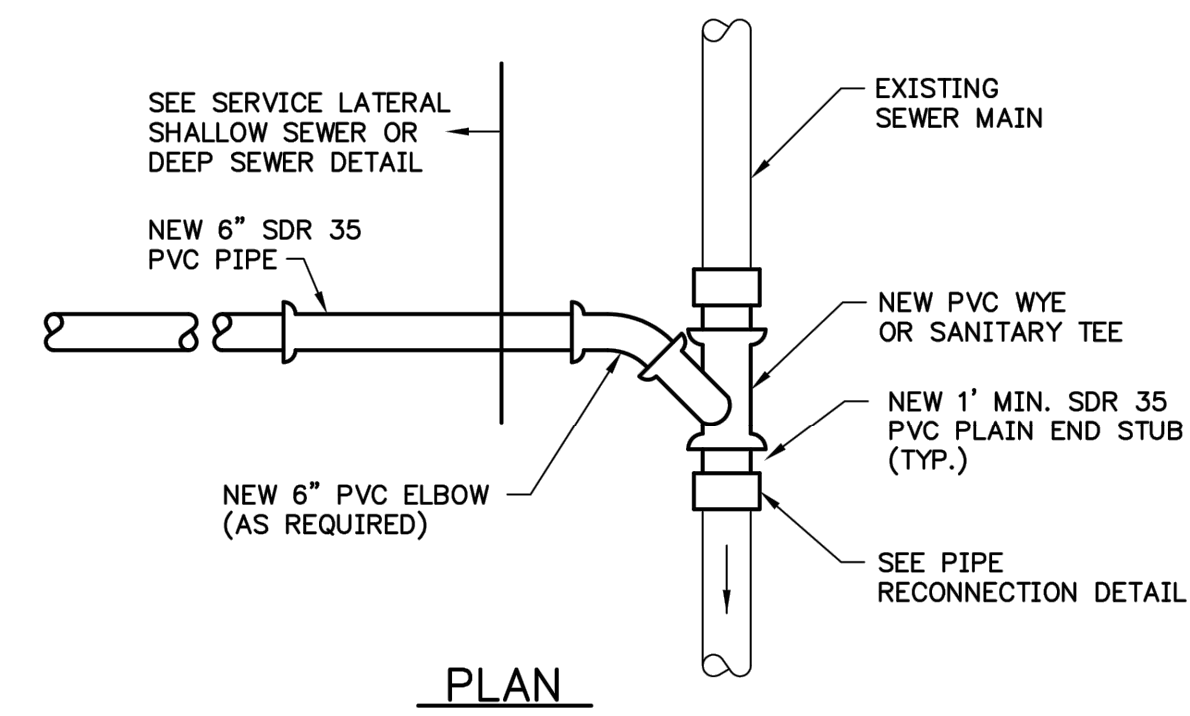 SEE SERVICE LATERAL
SHALLOW SEWER OR
DEEP SEWER DETAIL
NEW 6” SDR 35
PVC PIPE
NEW 6” PVC ELBOW
(AS REQUIRED)
EXISTING
SEWER MAIN
NEW PVC WYE
OR SANITARY TEE
NEW 1’ MIN. SDR 35
PVC PLAIN END STUB
(TYP.)
SEE PIPE
RECONNECTION DETAIL
PLAN